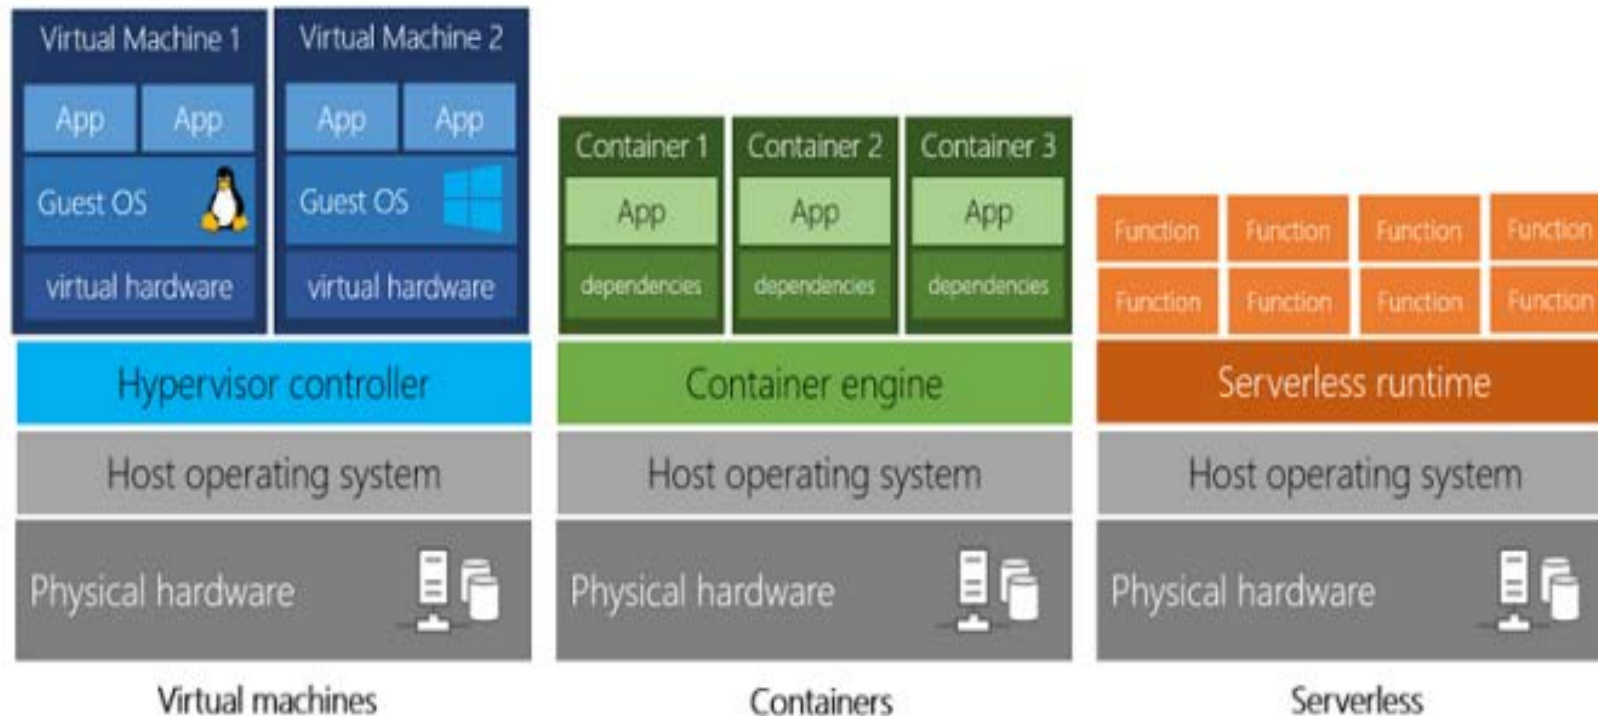 Virtual Machine 1
App App
Guest OS
virtual hardware
Virtual Machine 2
App App
Guest OS
virtual hardware
Hypervisor controller
Host operating system
Physical hardware
Virtual machines
Container 1
App
dependencies
Container 2
App
dependencies
Container 3
App
dependencies
Container engine
Host operating system
Physical hardware
Containers
Function Function Function Function
Function Function Function Function
Serverless runtime
Host operating system
Physical hardware
Serverless